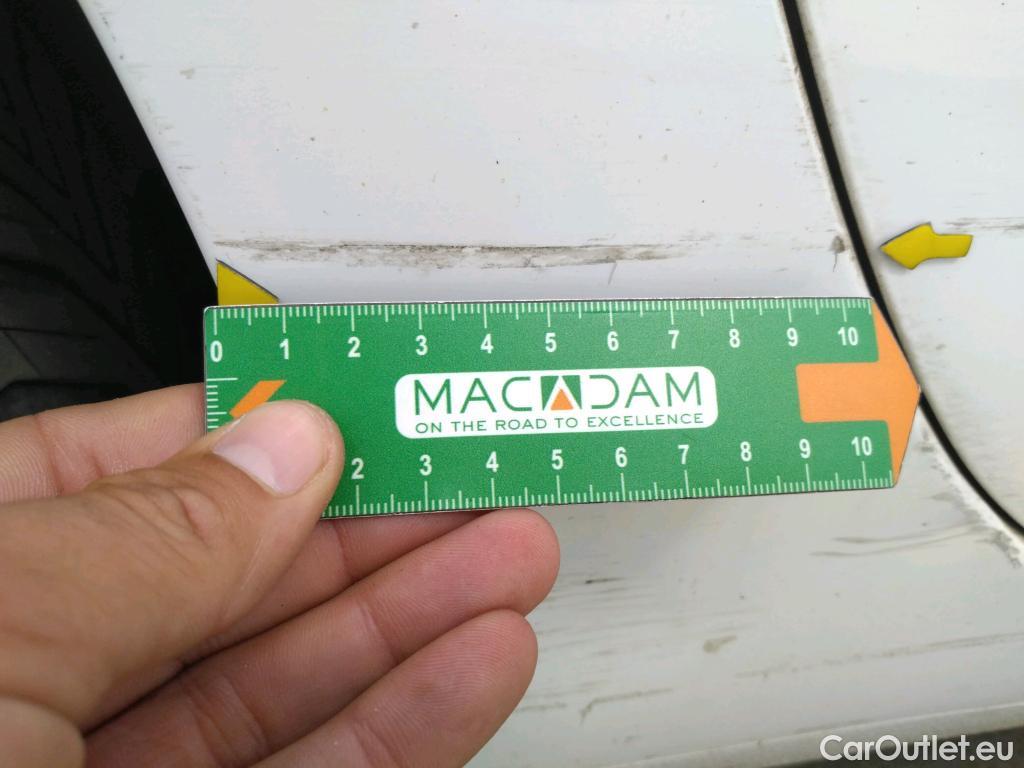 0 1 2 3 4 5 6 7 8 9 10
MACADAM
ON THE ROAD TO EXCELLENCE
2 3 4 5 6 7 8 9 10
CarOutlet.eu